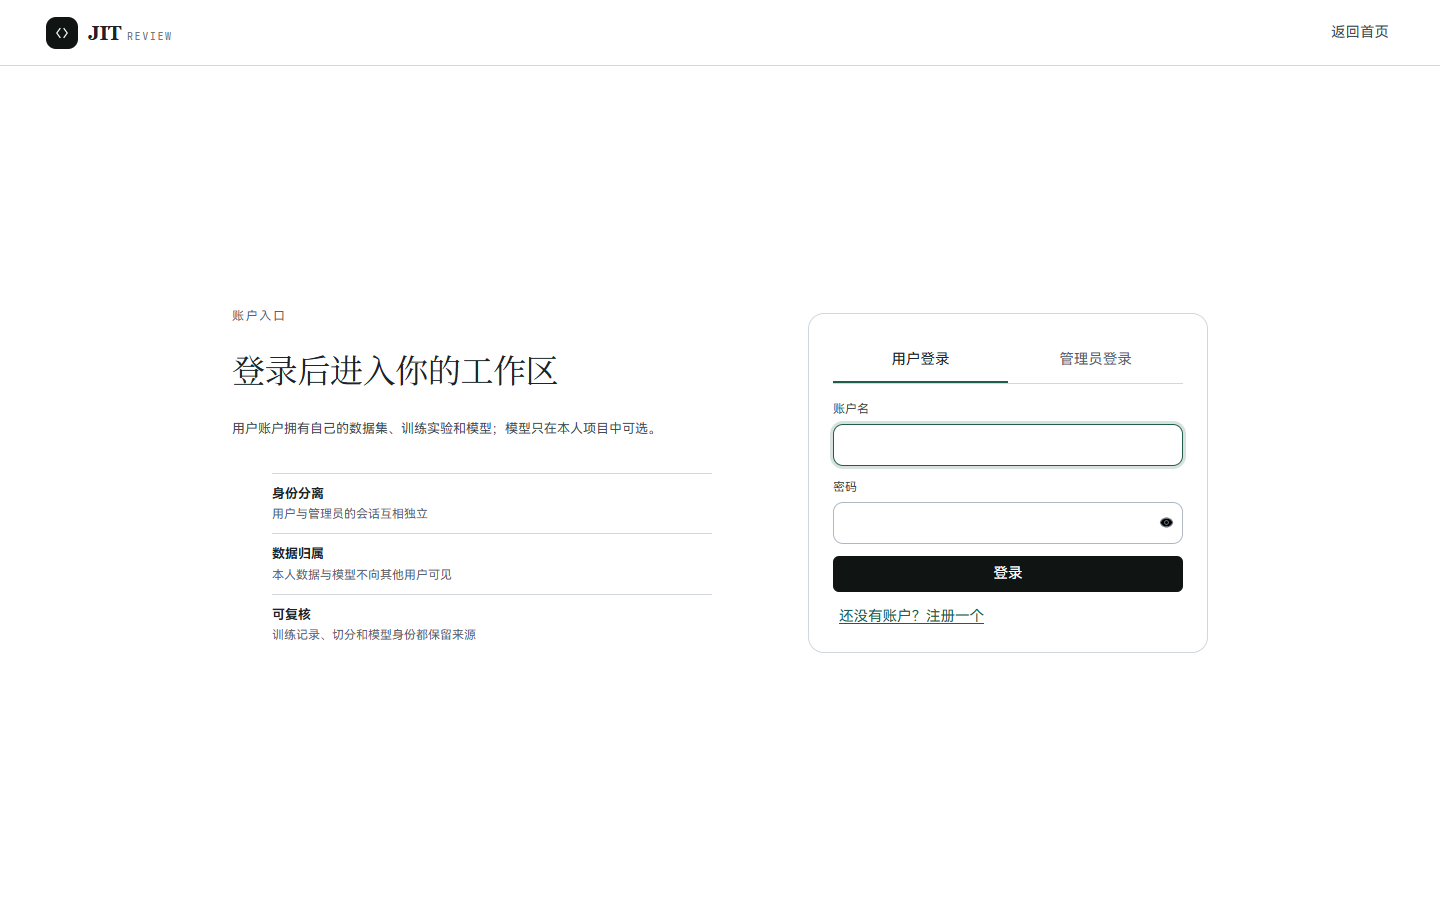 JIT REVIEW
返回首页
账户入口
登录后进入你的工作区
用户账户拥有自己的数据集、训练实验和模型；模型只在本人项目中可选。
身份分离
用户与管理员的会话互相独立
数据归属
本人数据与模型不向其他用户可见
可复核
训练记录、切分和模型身份都保留来源
用户登录
管理员登录
账户名
密码
登录
还没有账户？注册一个